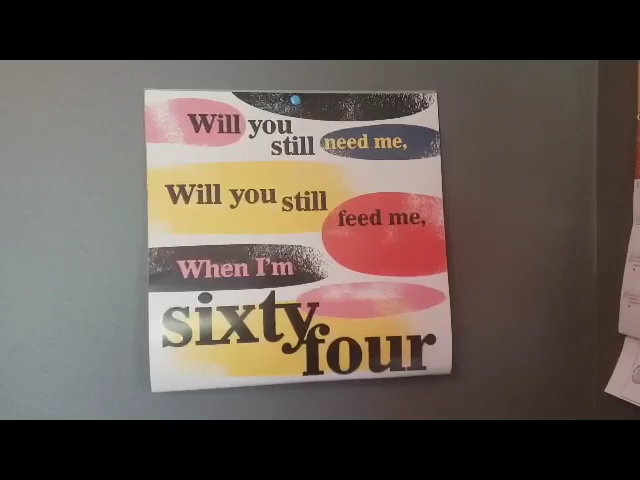 Will you
still need me,
Will you still
feed me,
When I'm
sixty
four